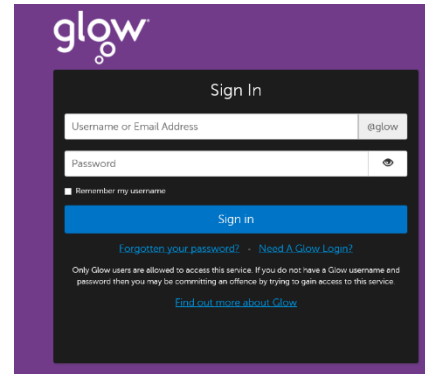 glow
Sign In
Username or Email Address @glow
Password
Remember my username
Sign in
Forgotten your password? - Need A Glow Login?
Only Glow users are allowed to access this service. If you do not have a Glow username and
password then you may be committing an offence by trying to gain access to this service.
Find out more about Glow